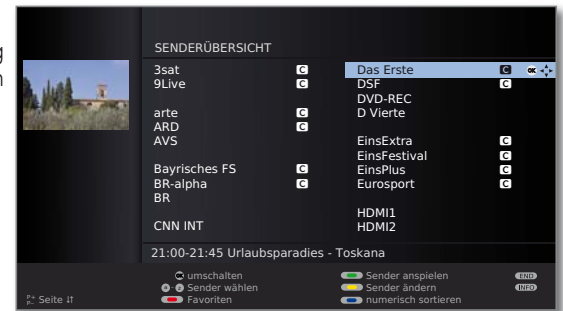 g
n
SENDERÜBERSICHT
3sat C
9Live C
arte C
ARD C
AVS
Bayrisches FS C
BR-alpha C
BR
CNN INT
Das Erste C OK
DSF C
DVD-REC
D Vierte
EinsExtra C
EinsFestival C
EinsPlus C
Eurosport C
HDMI1
HDMI2
21:00-21:45 Urlaubsparadies - Toskana
OK umschalten
Sender wählen
Favoriten
Sender anspielen
Sender ändern
numerisch sortieren
END
INFO
P+
P- Seite ↓↑